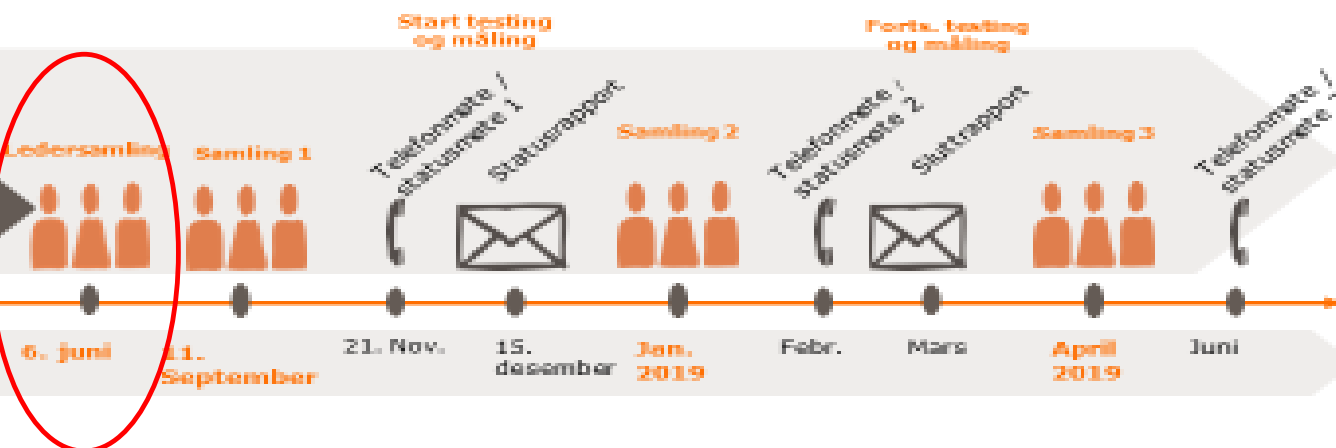 Start testing
og måling
Forts. testing
og måling
Ledersamling
Samling 1
Telefonmøte /
statusmøte 1
Statusrapport
Samling 2
Telefonmøte /
statusmøte 2
Sluttrapport
Samling 3
Telefonmøte /
statusmøte
6. juni
11.
September
21. Nov.
15.
desember
Jan.
2019
Febr.
Mars
April
2019
Juni